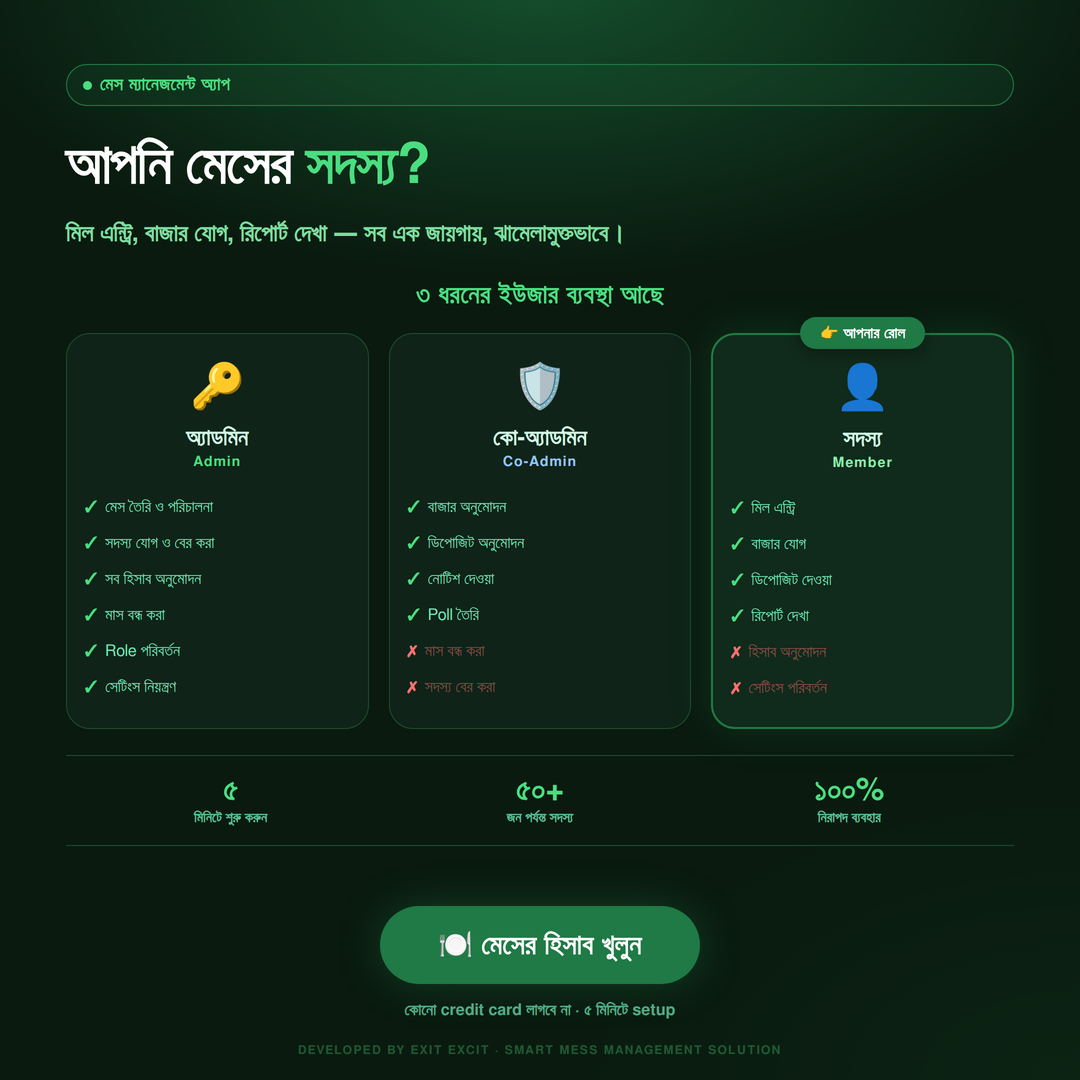 মেস ম্যানেজমেন্ট অ্যাপ
আপনি মেসের সদস্য?
মিল এন্ট্রি, বাজার যোগ, রিপোর্ট দেখা — সব এক জায়গায়, ঝামেলামুক্তভাবে।
৩ ধরনের ইউজার ব্যবস্থা আছে
🔑
অ্যাডমিন
Admin
✓ মেস তৈরি ও পরিচালনা
✓ সদস্য যোগ ও বের করা
✓ সব হিসাব অনুমোদন
✓ মাস বন্ধ করা
✓ Role পরিবর্তন
✓ সেটিংস নিয়ন্ত্রণ
🛡️
কো-অ্যাডমিন
Co-Admin
✓ বাজার অনুমোদন
✓ ডিপোজিট অনুমোদন
✓ নোটিশ দেওয়া
✓ Poll তৈরি
✗ মাস বন্ধ করা
✗ সদস্য বের করা
👉 আপনার রোল
👤
সদস্য
Member
✓ মিল এন্ট্রি
✓ বাজার যোগ
✓ ডিপোজিট দেওয়া
✓ রিপোর্ট দেখা
✗ হিসাব অনুমোদন
✗ সেটিংস পরিবর্তন
৫
মিনিটে শুরু করুন
৫০+
জন পর্যন্ত সদস্য
১০০%
নিরাপদ ব্যবহার
🍽️ মেসের হিসাব খুলুন
কোনো credit card লাগবে না · ৫ মিনিটে setup
DEVELOPED BY EXIT EXCIT · SMART MESS MANAGEMENT SOLUTION